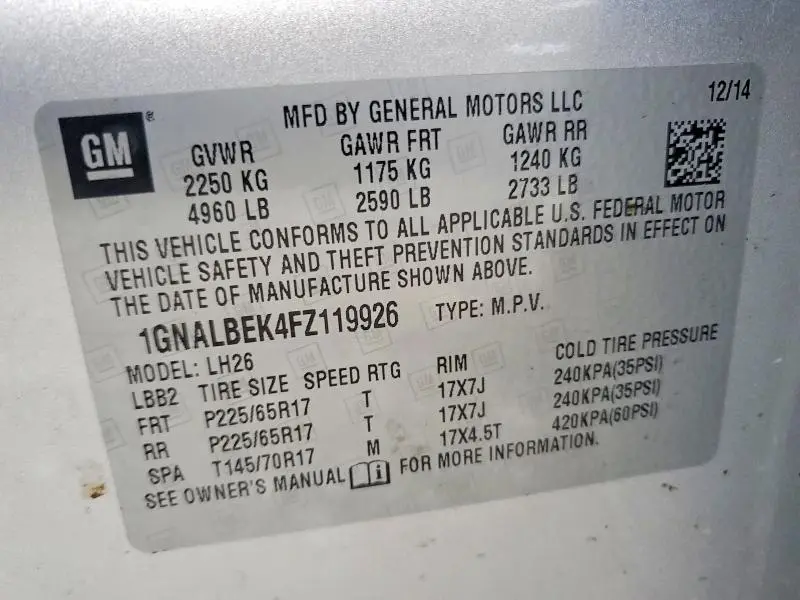 GM ®
MFD BY GENERAL MOTORS LLC
12/14
GVWR GAWR FRT GAWR RR
2250 KG 1175 KG 1240 KG
4960 LB 2590 LB 2733 LB
THIS VEHICLE CONFORMS TO ALL APPLICABLE U.S. FEDERAL MOTOR
VEHICLE SAFETY AND THEFT PREVENTION STANDARDS IN EFFECT ON
THE DATE OF MANUFACTURE SHOWN ABOVE.
1GNALBEK4FZ119926 TYPE: M.P.V.
MODEL: LH26
LBB2 TIRE SIZE SPEED RTG RIM COLD TIRE PRESSURE
FRT P225/65R17 T 17X7J 240KPA(35PSI)
RR P225/65R17 T 17X7J 240KPA(35PSI)
SPA T145/70R17 M 17X4.5T 420KPA(60PSI)
SEE OWNER'S MANUAL FOR MORE INFORMATION.